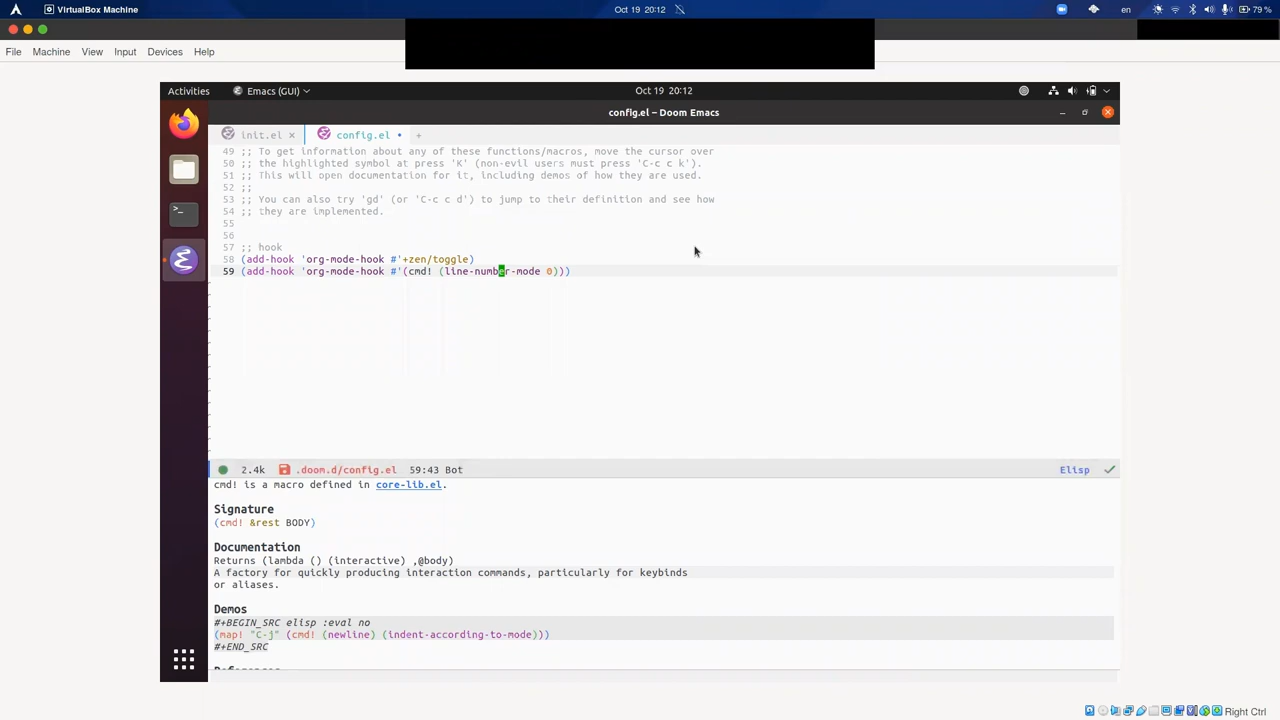 VirtualBox Machine
Oct 19 20:12
en
79 %
File Machine View Input Devices Help
Activities
Emacs (GUI)
Oct 19 20:12
config.el – Doom Emacs
init.el ×
config.el •
+
49 ;; To get information about any of these functions/macros, move the cursor over
50 ;; the highlighted symbol at press 'K' (non-evil users must press 'C-c c k').
51 ;; This will open documentation for it, including demos of how they are used.
52 ;;
53 ;; You can also try 'gd' (or 'C-c c d') to jump to their definition and see how
54 ;; they are implemented.
55
56
57 ;; hook
58 (add-hook 'org-mode-hook #'+zen/toggle)
59 (add-hook 'org-mode-hook #'(cmd! (line-number-mode 0)))
2.4k .doom.d/config.el 59:43 Bot Elisp
cmd! is a macro defined in core-lib.el.
Signature
(cmd! &rest BODY)
Documentation
Returns (lambda () (interactive) ,@body)
A factory for quickly producing interaction commands, particularly for keybinds
or aliases.
Demos
#+BEGIN_SRC elisp :eval no
(map! "C-j" (cmd! (newline) (indent-according-to-mode)))
#+END_SRC
Right Ctrl